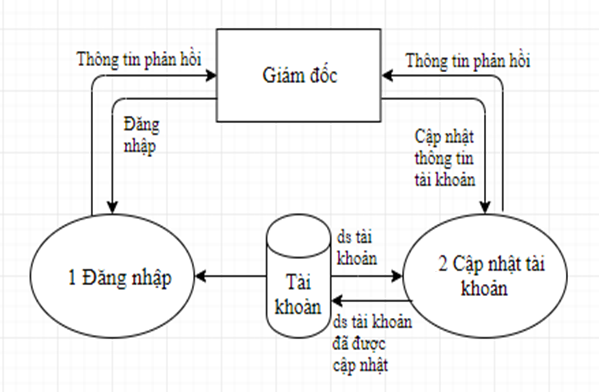 Thông tin phản hồi
Giám đốc
Thông tin phản hồi
Đăng
nhập
Cập nhật
thông tin
tài khoản
1 Đăng nhập
Tài
khoản
ds tài
khoản
2 Cập nhật tài
khoản
ds tài khoản
đã được
cập nhật